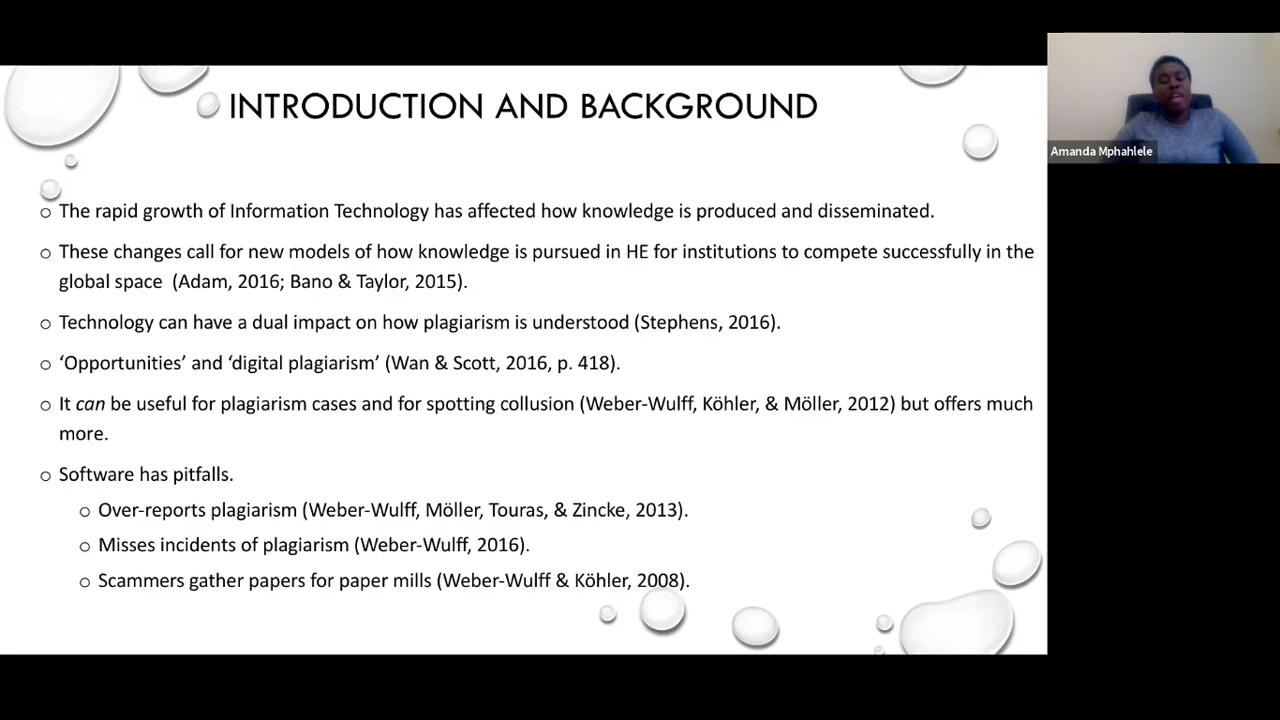 INTRODUCTION AND BACKGROUND
Amanda Mphahlele
○ The rapid growth of Information Technology has affected how knowledge is produced and disseminated.
○ These changes call for new models of how knowledge is pursued in HE for institutions to compete successfully in the
global space (Adam, 2016; Bano & Taylor, 2015).
○ Technology can have a dual impact on how plagiarism is understood (Stephens, 2016).
○ ‘Opportunities’ and ‘digital plagiarism’ (Wan & Scott, 2016, p. 418).
○ It can be useful for plagiarism cases and for spotting collusion (Weber-Wulff, Köhler, & Möller, 2012) but offers much
more.
○ Software has pitfalls.
○ Over-reports plagiarism (Weber-Wulff, Möller, Touras, & Zincke, 2013).
○ Misses incidents of plagiarism (Weber-Wulff, 2016).
○ Scammers gather papers for paper mills (Weber-Wulff & Köhler, 2008).